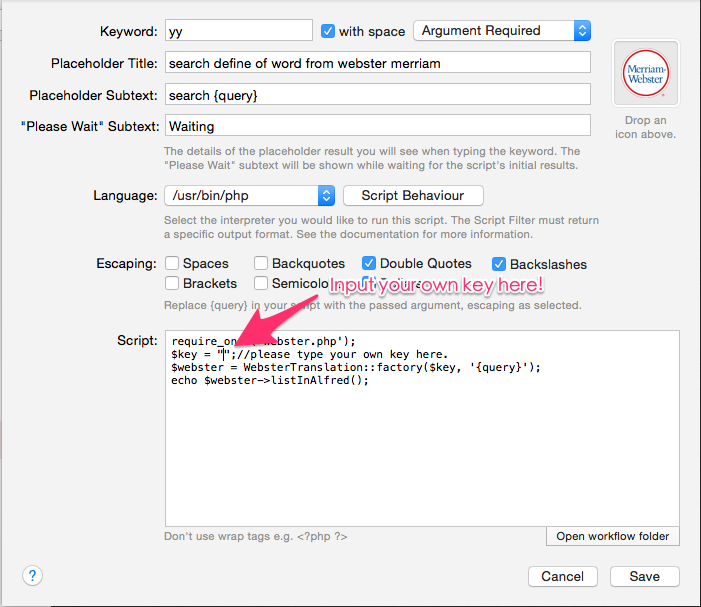 Keyword: yy with space Argument Required
Placeholder Title: search define of word from webster merriam
Placeholder Subtext: search {query}
"Please Wait" Subtext: Waiting
Merriam-
Webster
Drop an
icon above.
The details of the placeholder result you will see when typing the keyword. The
"Please Wait" subtext will be shown while waiting for the script's initial results.
Language: /usr/bin/php Script Behaviour
Select the interpreter you would like to run this script. The Script Filter must return
a specific output format. See the documentation for more information.
Escaping: Spaces Backquotes Double Quotes Backslashes
Brackets
Input your own key here!
Replace {query} in your script with the passed argument, escaping as selected.
Script:
webster.php');
$key = "";//please type your own key here.
$webster = WebsterTranslation::factory($key, '{query}');
echo $webster->listInAlfred();
Don't use wrap tags e.g. <?php ?>
Open workflow folder
? Cancel Save